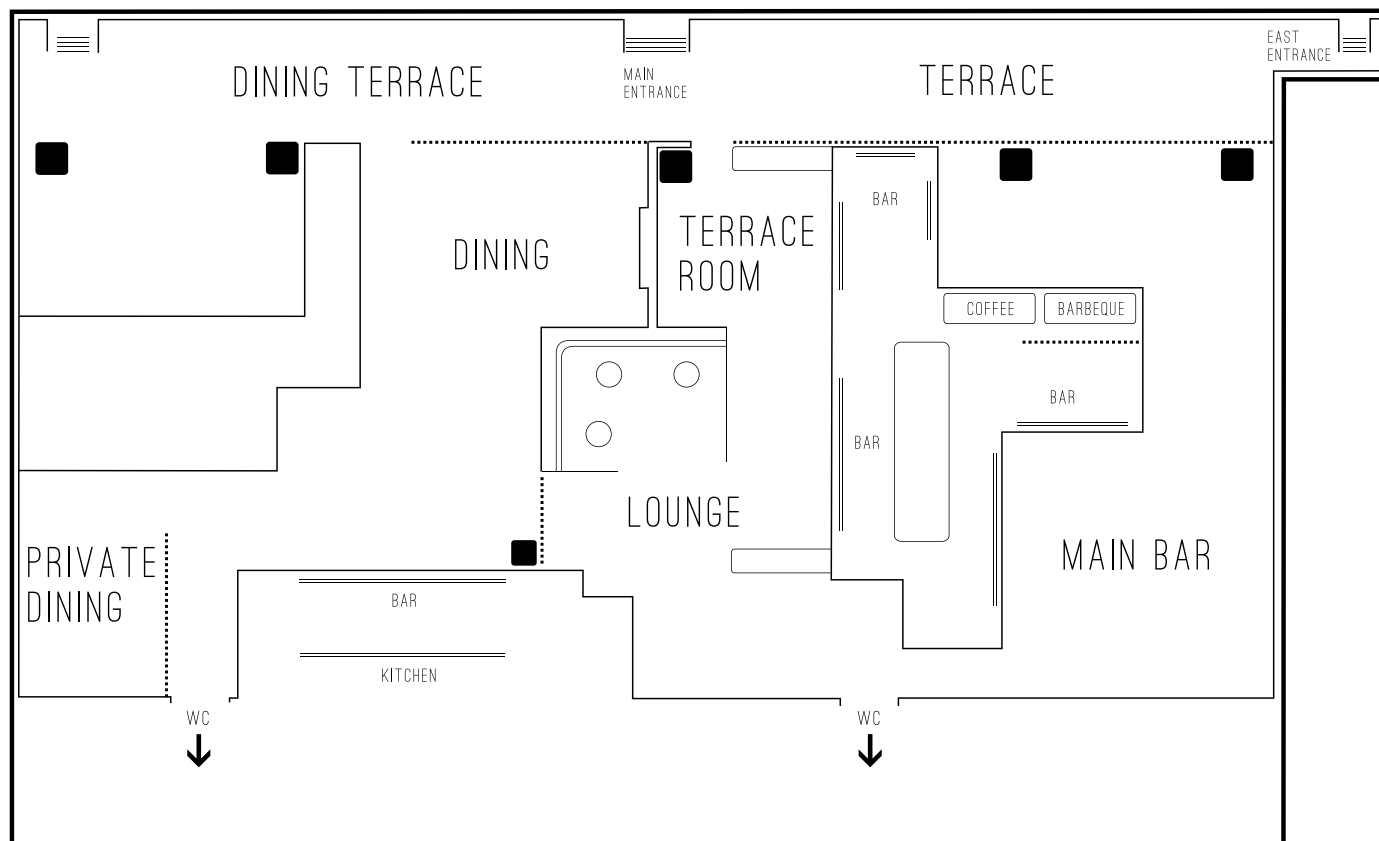 EAST
ENTRANCE
DINING TERRACE
MAIN
ENTRANCE
TERRACE
BAR
TERRACE
ROOM
DINING
COFFEE
BARBEQUE
BAR
BAR
LOUNGE
MAIN BAR
PRIVATE
DINING
BAR
KITCHEN
WC
WC